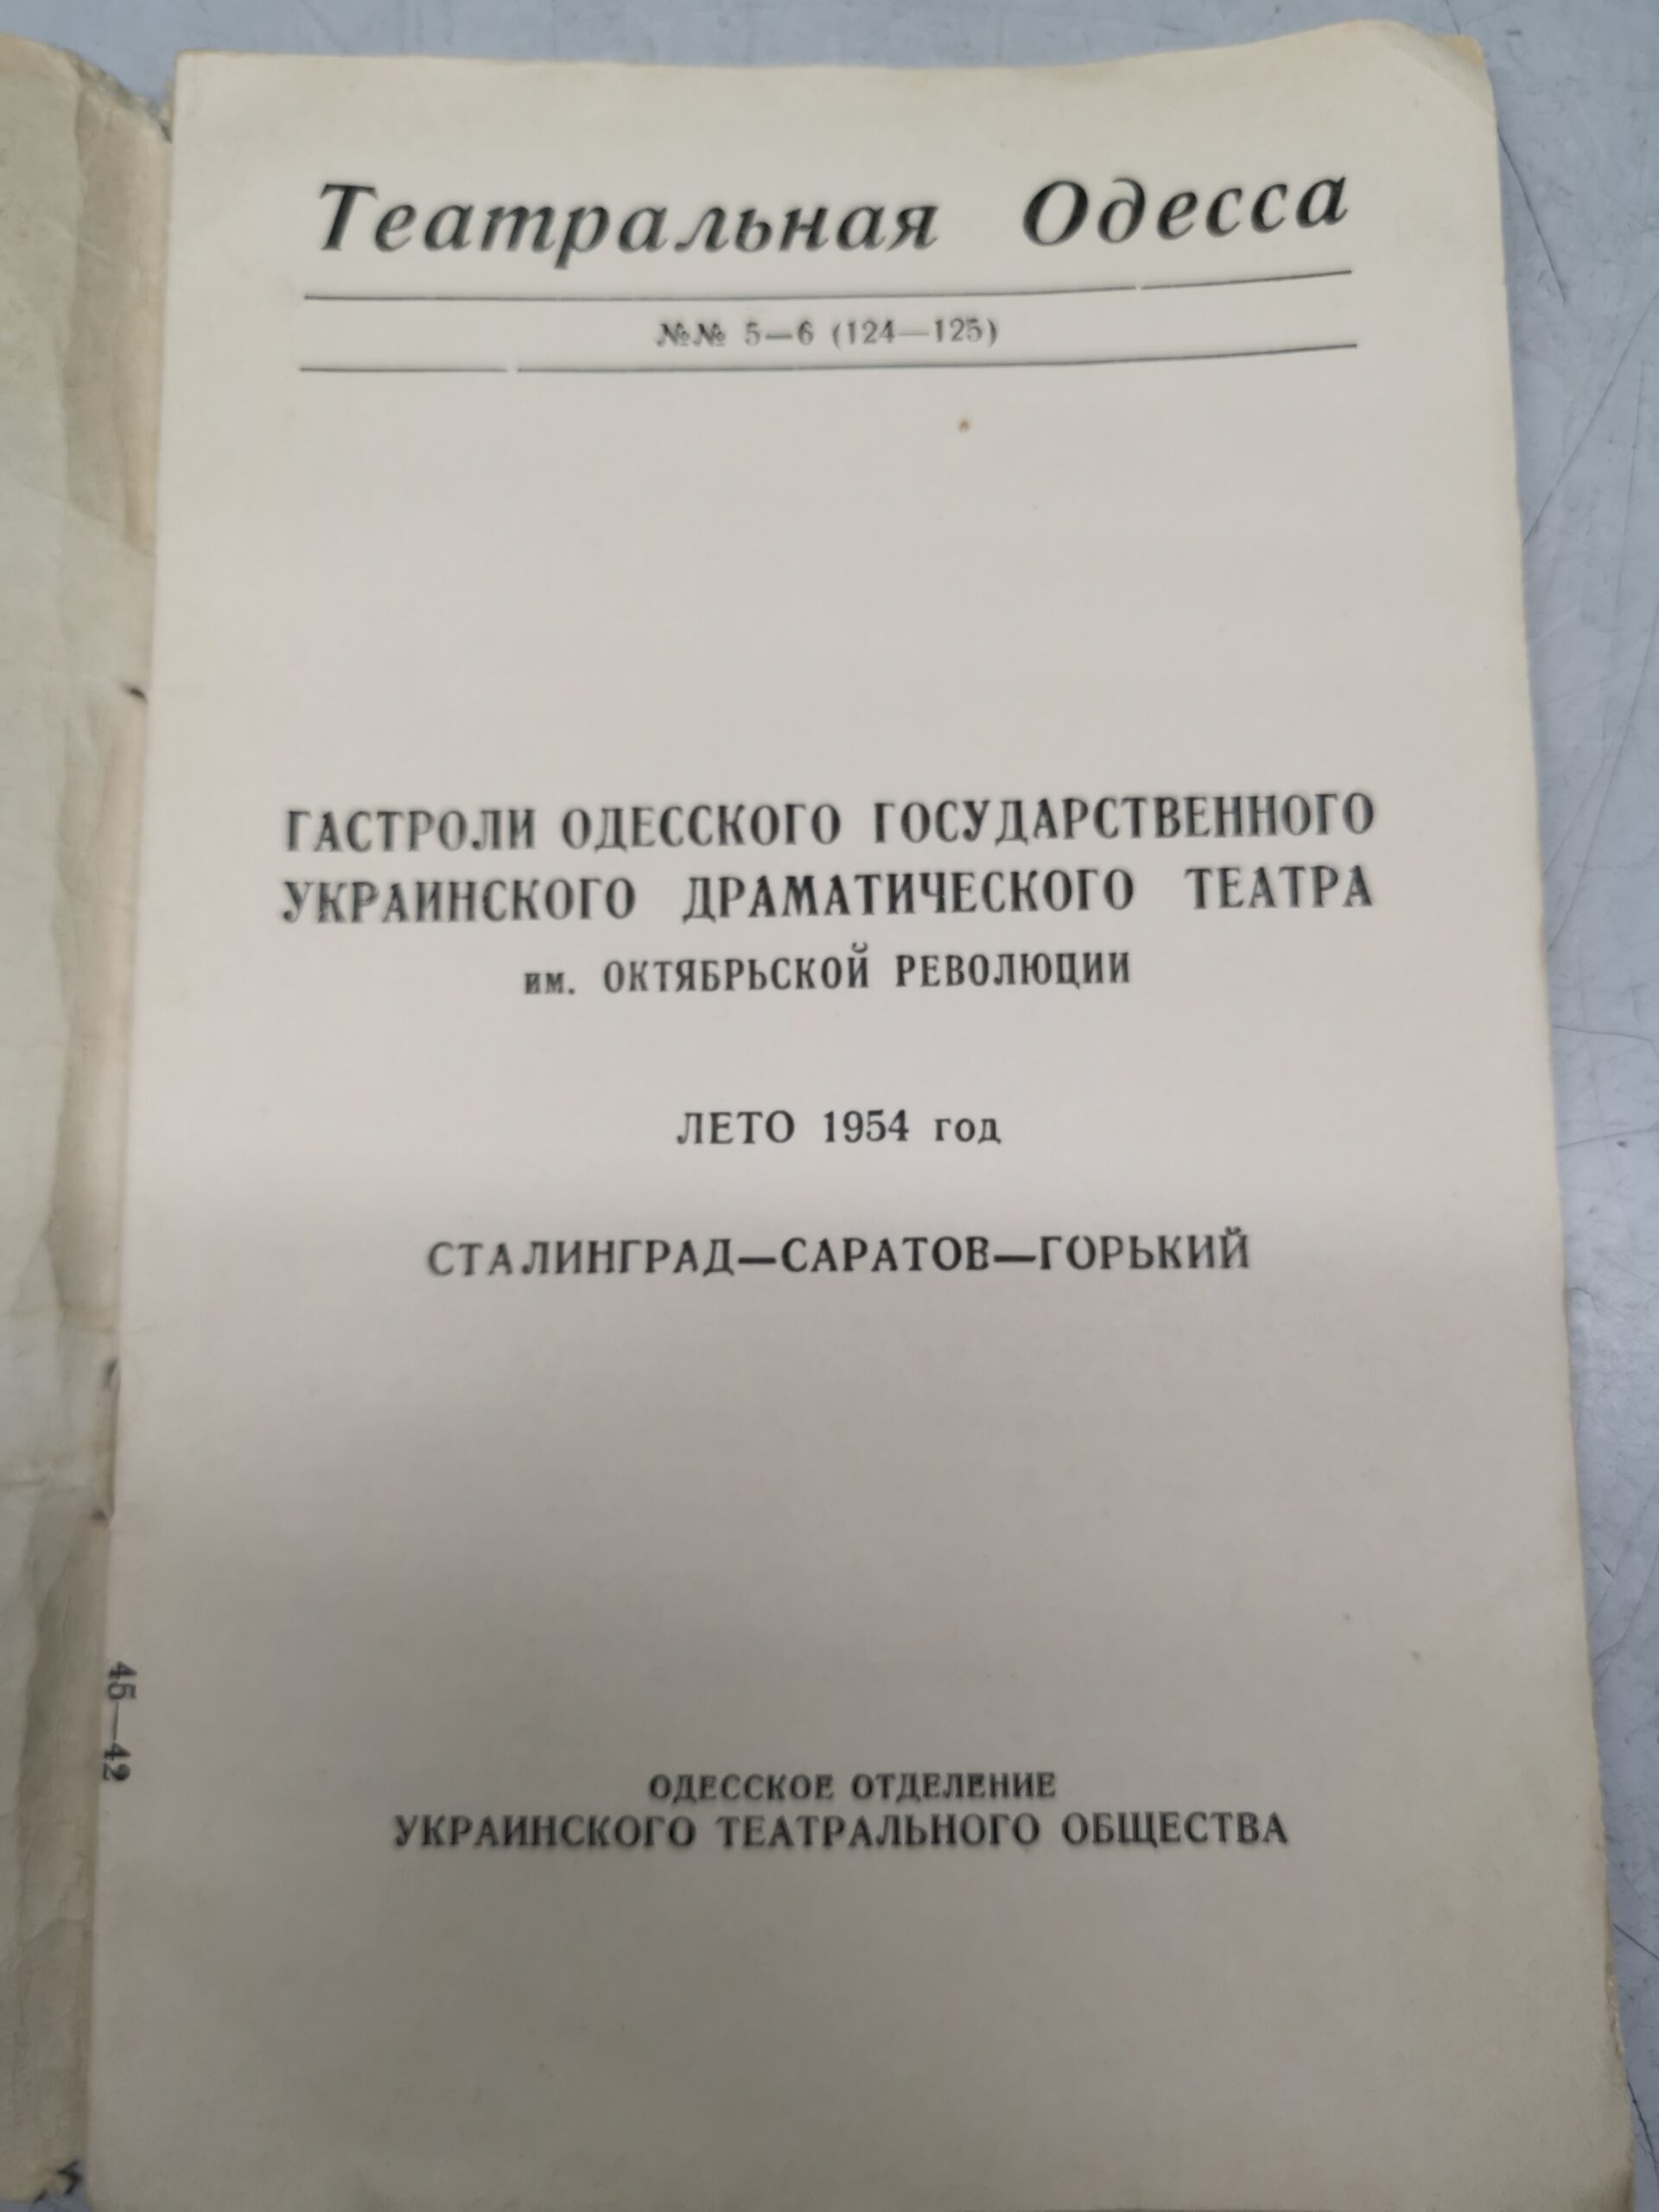 Театральная Одесса
№№ 5—6 (124—125)
ГАСТРОЛИ ОДЕССКОГО ГОСУДАРСТВЕННОГО
УКРАИНСКОГО ДРАМАТИЧЕСКОГО ТЕАТРА
им. ОКТЯБРЬСКОЙ РЕВОЛЮЦИИ
ЛЕТО 1954 год
СТАЛИНГРАД—САРАТОВ—ГОРЬКИЙ
45—42
ОДЕССКОЕ ОТДЕЛЕНИЕ
УКРАИНСКОГО ТЕАТРАЛЬНОГО ОБЩЕСТВА